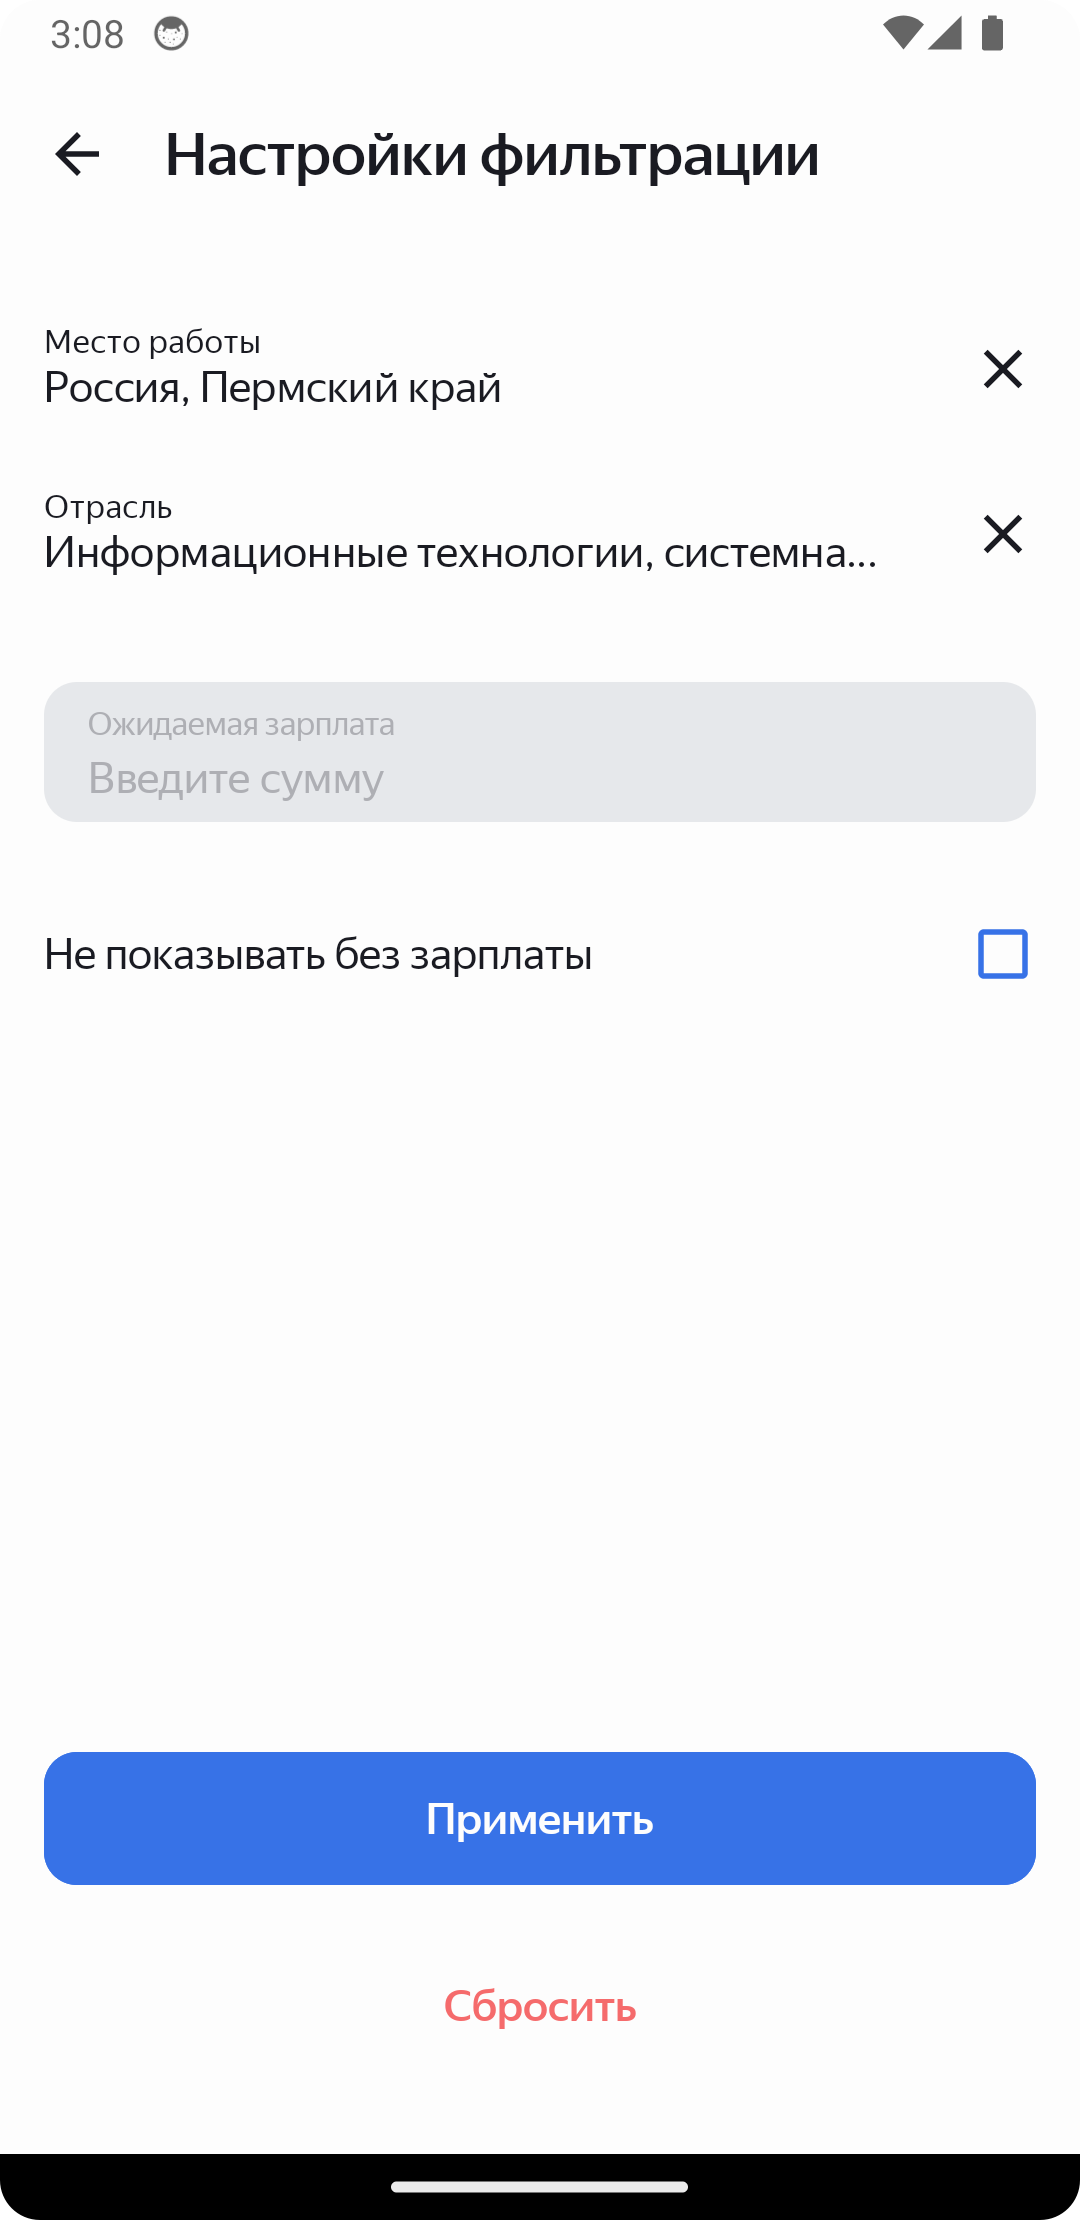 3:08
Настройки фильтрации
Место работы
Россия, Пермский край
Отрасль
Информационные технологии, системна...
Ожидаемая зарплата
Введите сумму
Не показывать без зарплаты
Применить
Сбросить